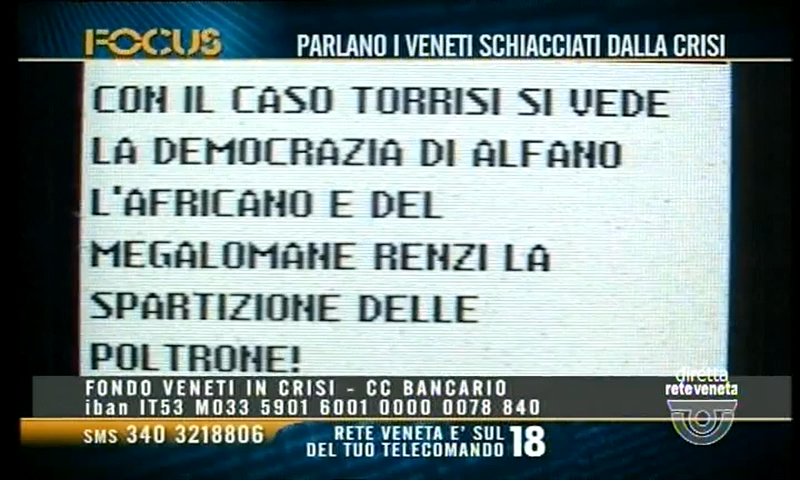 FOCUS
PARLANO I VENETI SCHIACCIATI DALLA CRISI
CON IL CASO TORRISI SI VEDE
LA DEMOCRAZIA DI ALFANO
L'AFRICANO E DEL
MEGALOMANE RENZI LA
SPARTIZIONE DELLE
POLTRONE!
diretta
reteveneta
FONDO VENETI IN CRISI - CC BANCARIO
iban IT53 M033 5901 6001 0000 0078 840
SMS 340 3218806
RETE VENETA E' SUL 18
DEL TUO TELECOMANDO